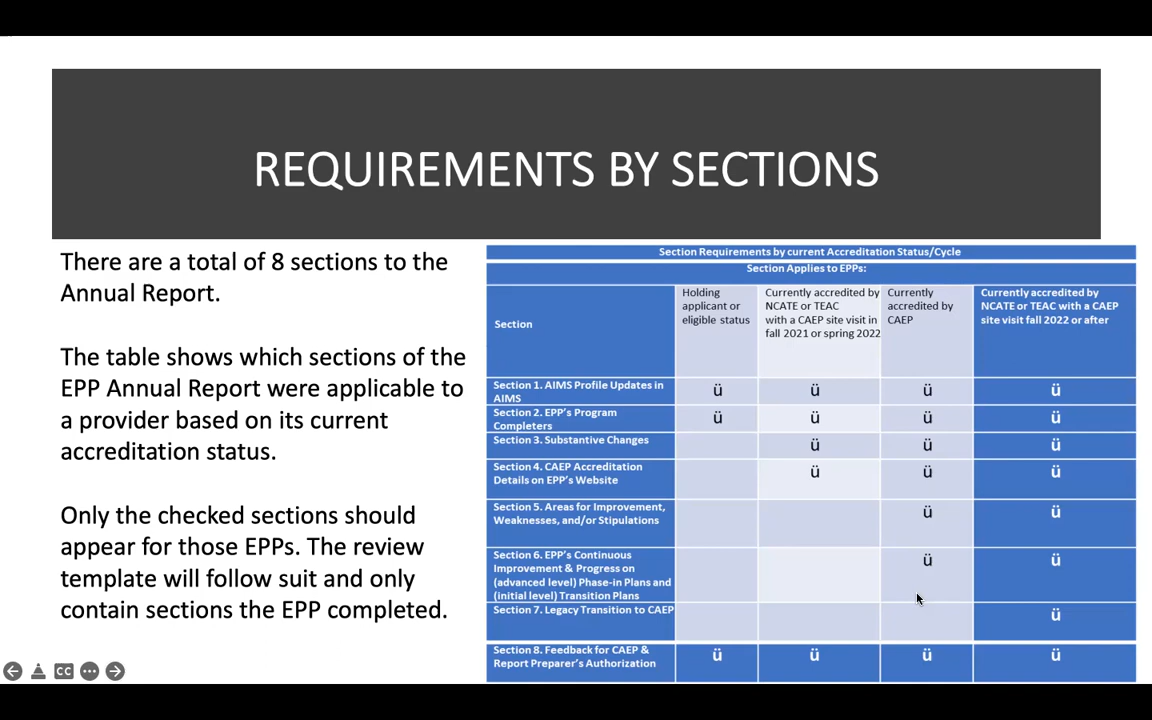 REQUIREMENTS BY SECTIONS
There are a total of 8 sections to the
Annual Report.
The table shows which sections of the
EPP Annual Report were applicable to
a provider based on its current
accreditation status.
Only the checked sections should
appear for those EPPs. The review
template will follow suit and only
contain sections the EPP completed.
Section Requirements by current Accreditation Status/Cycle
Section Applies to EPPs:
Section
Holding
applicant or
eligible status
Currently accredited by
NCATE or TEAC
with a CAEP site visit in
fall 2021 or spring 2022
Currently
accredited by
CAEP
Currently accredited by
NCATE or TEAC with a CAEP
site visit fall 2022 or after
Section 1. AIMS Profile Updates in
AIMS
ü ü ü ü
Section 2. EPP's Program
Completers
ü ü ü ü
Section 3. Substantive Changes
ü ü ü
Section 4. CAEP Accreditation
Details on EPP's Website
ü ü ü
Section 5. Areas for Improvement,
Weaknesses, and/or Stipulations
ü ü
Section 6. EPP's Continuous
Improvement & Progress on
(advanced level) Phase-in Plans and
(initial level) Transition Plans
ü ü
Section 7. Legacy Transition to CAEP
ü
Section 8. Feedback for CAEP &
Report Preparer's Authorization
ü ü ü ü
CC